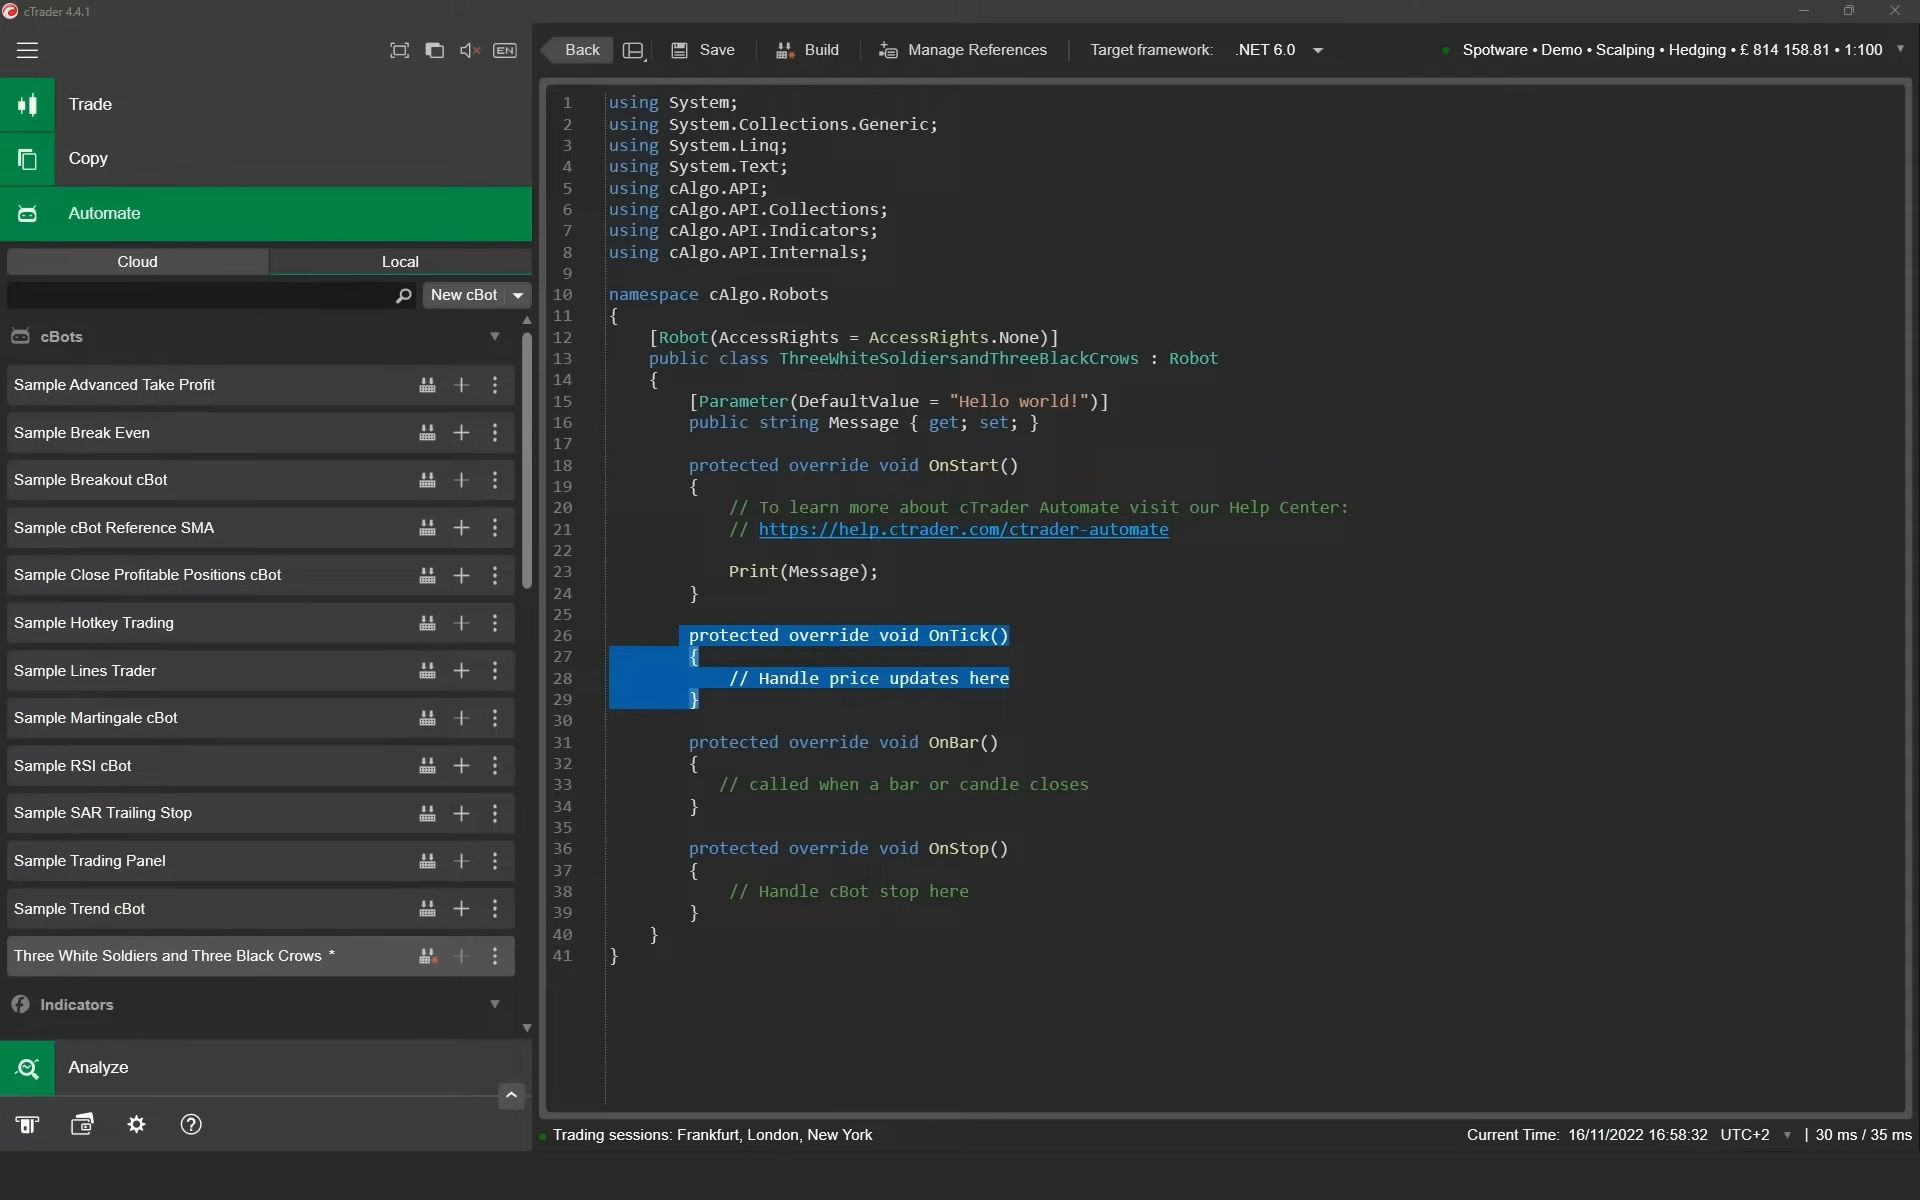 cTrader 4.4.1
EN
Back
Save
Build
Manage References
Target framework: .NET 6.0
Spotware • Demo • Scalping • Hedging • £ 814 158.81 • 1:100
Trade
Copy
Automate
Cloud
Local
New cBot
cBots
Sample Advanced Take Profit
Sample Break Even
Sample Breakout cBot
Sample cBot Reference SMA
Sample Close Profitable Positions cBot
Sample Hotkey Trading
Sample Lines Trader
Sample Martingale cBot
Sample RSI cBot
Sample SAR Trailing Stop
Sample Trading Panel
Sample Trend cBot
Three White Soldiers and Three Black Crows *
Indicators
Analyze
1 using System;
2 using System.Collections.Generic;
3 using System.Linq;
4 using System.Text;
5 using cAlgo.API;
6 using cAlgo.API.Collections;
7 using cAlgo.API.Indicators;
8 using cAlgo.API.Internals;
9
10 namespace cAlgo.Robots
11 {
12 [Robot(AccessRights = AccessRights.None)]
13 public class ThreeWhiteSoldiersandThreeBlackCrows : Robot
14 {
15 [Parameter(DefaultValue = "Hello world!")]
16 public string Message { get; set; }
17
18 protected override void OnStart()
19 {
20 // To learn more about cTrader Automate visit our Help Center:
21 // https://help.ctrader.com/ctrader-automate
22
23 Print(Message);
24 }
25
26 protected override void OnTick()
27 {
28 // Handle price updates here
29 }
30
31 protected override void OnBar()
32 {
33 // called when a bar or candle closes
34 }
35
36 protected override void OnStop()
37 {
38 // Handle cBot stop here
39 }
40 }
41 }
Trading sessions: Frankfurt, London, New York
Current Time: 16/11/2022 16:58:32 UTC+2 | 30 ms / 35 ms